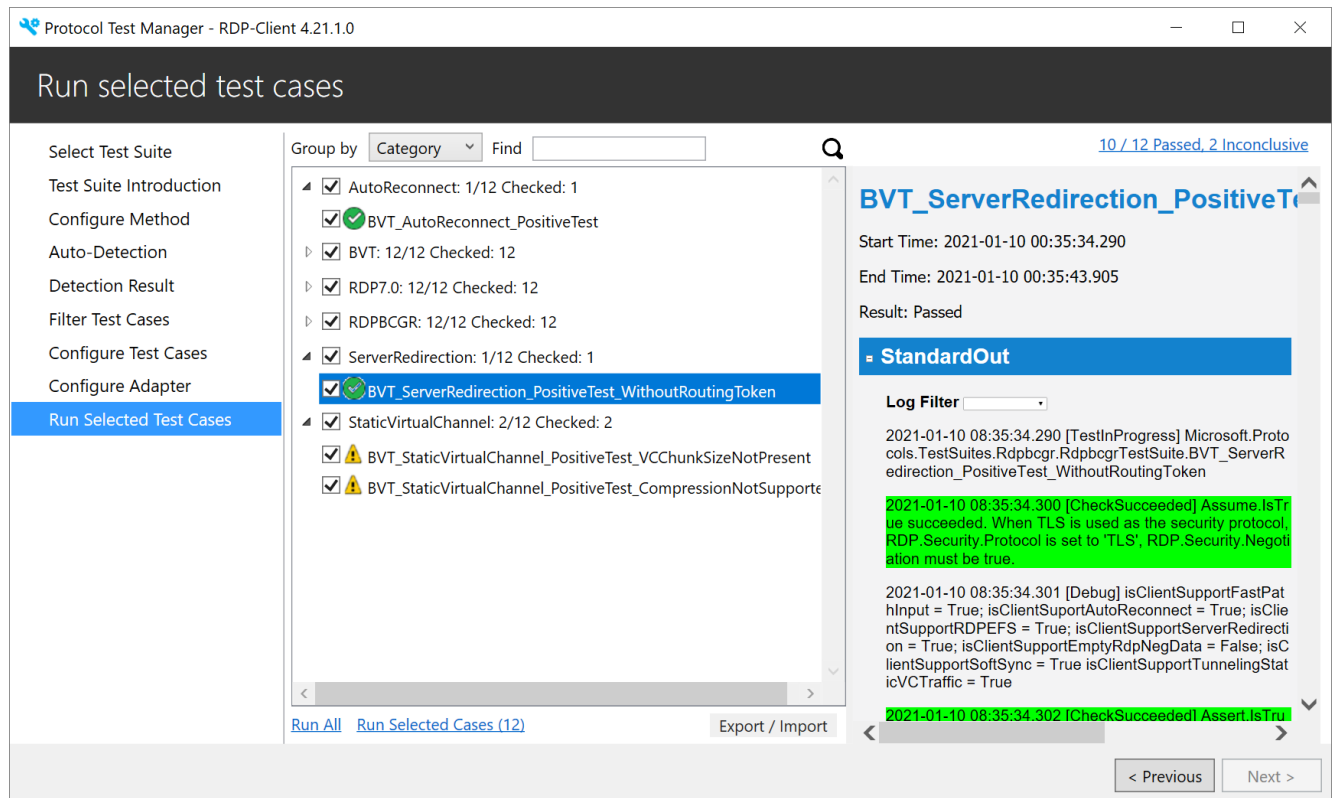 Protocol Test Manager - RDP-Client 4.21.1.0
Run selected test cases
Select Test Suite
Test Suite Introduction
Configure Method
Auto-Detection
Detection Result
Filter Test Cases
Configure Test Cases
Configure Adapter
Run Selected Test Cases
Group by Category Find
AutoReconnect: 1/12 Checked: 1
BVT_AutoReconnect_PositiveTest
BVT: 12/12 Checked: 12
RDP7.0: 12/12 Checked: 12
RDPBCGR: 12/12 Checked: 12
ServerRedirection: 1/12 Checked: 1
BVT_ServerRedirection_PositiveTest_WithoutRoutingToken
StaticVirtualChannel: 2/12 Checked: 2
BVT_StaticVirtualChannel_PositiveTest_VCChunkSizeNotPresent
BVT_StaticVirtualChannel_PositiveTest_CompressionNotSupporte
Run All Run Selected Cases (12) Export / Import
10 / 12 Passed, 2 Inconclusive
BVT_ServerRedirection_PositiveTe
Start Time: 2021-01-10 00:35:34.290
End Time: 2021-01-10 00:35:43.905
Result: Passed
StandardOut
Log Filter
2021-01-10 08:35:34.290 [TestInProgress] Microsoft.Proto
cols.TestSuites.Rdpbcgr.RdpbcgrTestSuite.BVT_ServerR
edirection_PositiveTest_WithoutRoutingToken
2021-01-10 08:35:34.300 [CheckSucceeded] Assume.IsTr
ue succeeded. When TLS is used as the security protocol,
RDP.Security.Protocol is set to 'TLS', RDP.Security.Negoti
ation must be true.
2021-01-10 08:35:34.301 [Debug] isClientSupportFastPat
hInput = True; isClientSuportAutoReconnect = True; isClie
ntSupportRDPEFS = True; isClientSupportServerRedirecti
on = True; isClientSupportEmptyRdpNegData = False; isC
lientSupportSoftSync = True isClientSupportTunnelingStat
icVCTraffic = True
2021-01-10 08:35:34.302 [CheckSucceeded] Assert.IsTru
< Previous Next >